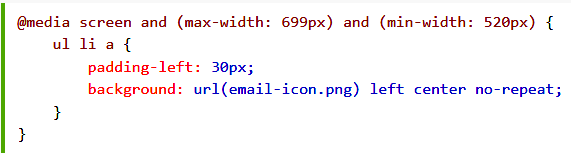 @media screen and (max-width: 699px) and (min-width: 520px) {
ul li a {
padding-left: 30px;
background: url(email-icon.png) left center no-repeat;
}
}